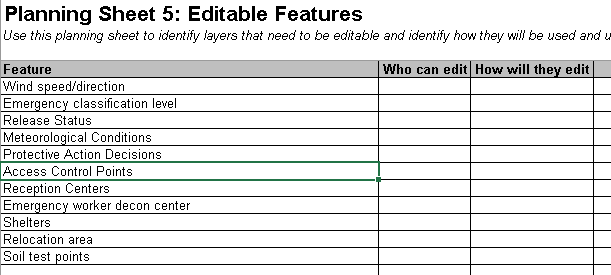 Planning Sheet 5: Editable Features
Use this planning sheet to identify layers that need to be editable and identify how they will be used and u
Feature Who can edit How will they edit
Wind speed/direction
Emergency classification level
Release Status
Meteorological Conditions
Protective Action Decisions
Access Control Points
Reception Centers
Emergency worker decon center
Shelters
Relocation area
Soil test points